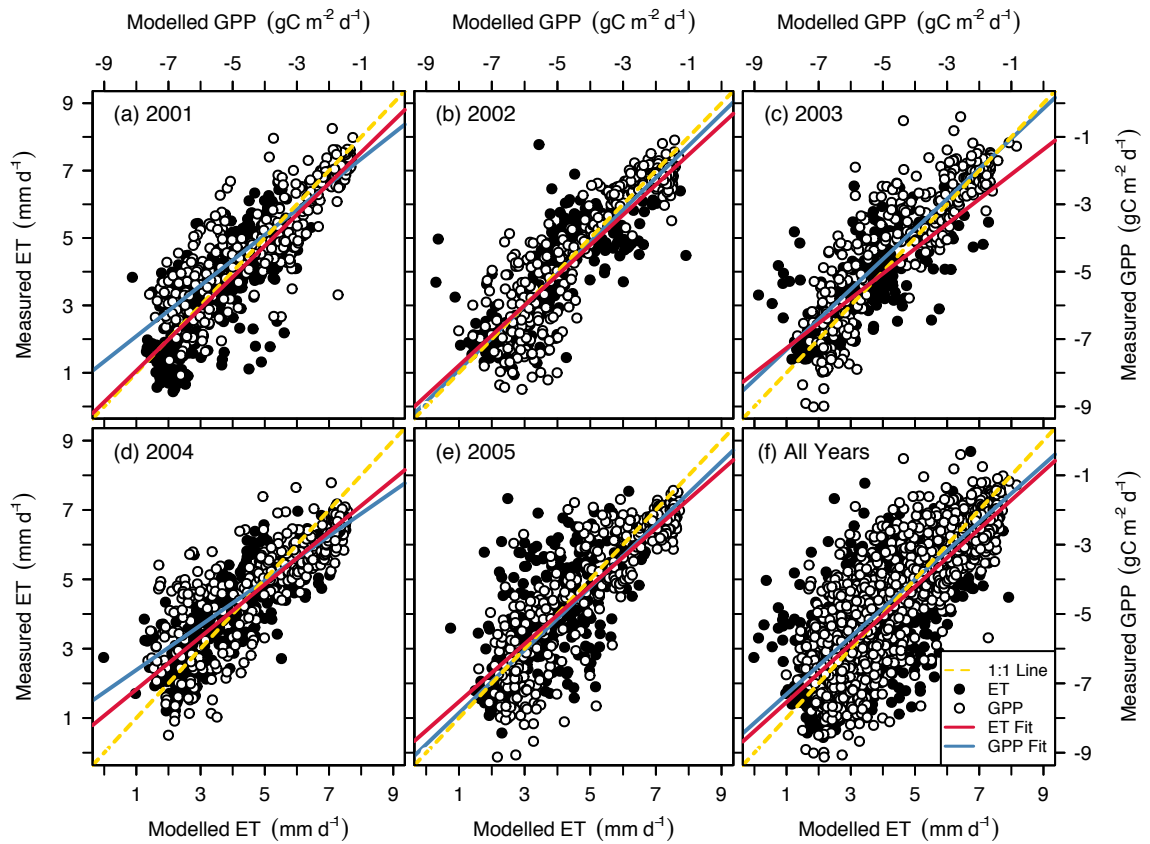 Modelled GPP (gC m⁻² d⁻¹) Modelled GPP (gC m⁻² d⁻¹) Modelled GPP (gC m⁻² d⁻¹)
-9 -7 -5 -3 -1 -9 -7 -5 -3 -1 -9 -7 -5 -3 -1
(a) 2001
(b) 2002
(c) 2003
Measured ET (mm d⁻¹)
9
7
5
3
1
-1
-3
-5
-7
-9
Measured GPP (gC m⁻² d⁻¹)
(d) 2004
(e) 2005
(f) All Years
Measured ET (mm d⁻¹)
9
7
5
3
1
-1
-3
-5
-7
-9
Measured GPP (gC m⁻² d⁻¹)
1:1 Line
ET
GPP
ET Fit
GPP Fit
1 3 5 7 9 1 3 5 7 9 1 3 5 7 9
Modelled ET (mm d⁻¹) Modelled ET (mm d⁻¹) Modelled ET (mm d⁻¹)